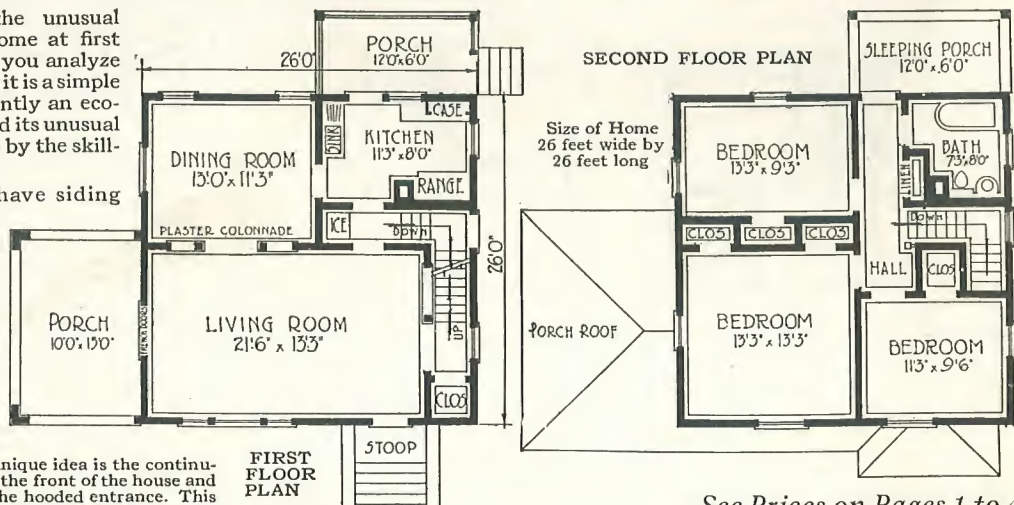 the unusual
ome at first
you analyze
it is a simple
ntly an eco-
d its unusual
by the skill-
have siding
26'0"
PORCH
12'0"x6'0"
DINING ROOM
13'0"x11'3"
SINK
KITCHEN
11'3"x8'0"
CASE
RANGE
ICE
DOWN
PLASTER COLONNADE
26'0"
PORCH
10'0"x15'0"
FRENCH DOORS
LIVING ROOM
21'6" x 13'3"
UP
CLOS
STOOP
FIRST
FLOOR
PLAN
nique idea is the continu-
the front of the house and
he hooded entrance. This
SECOND FLOOR PLAN
Size of Home
26 feet wide by
26 feet long
SLEEPING PORCH
12'0"x6'0"
BEDROOM
13'3"x9'3"
BATH
7'3"x8'0"
LINEN
CLOS
CLOS
CLOS
DOWN
HALL
CLOS
PORCH ROOF
BEDROOM
13'3" x 13'3"
BEDROOM
11'3" x 9'6"
See Prices on Pages 1 to